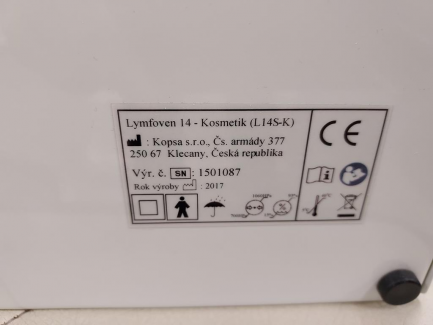 Lymfoven 14 - Kosmetik (L14S-K)
: Kopsa s.r.o., Čs. armády 377
250 67 Klecany, Česká republika
Výr. č. SN: 1501087
Rok výroby : 2017
CE